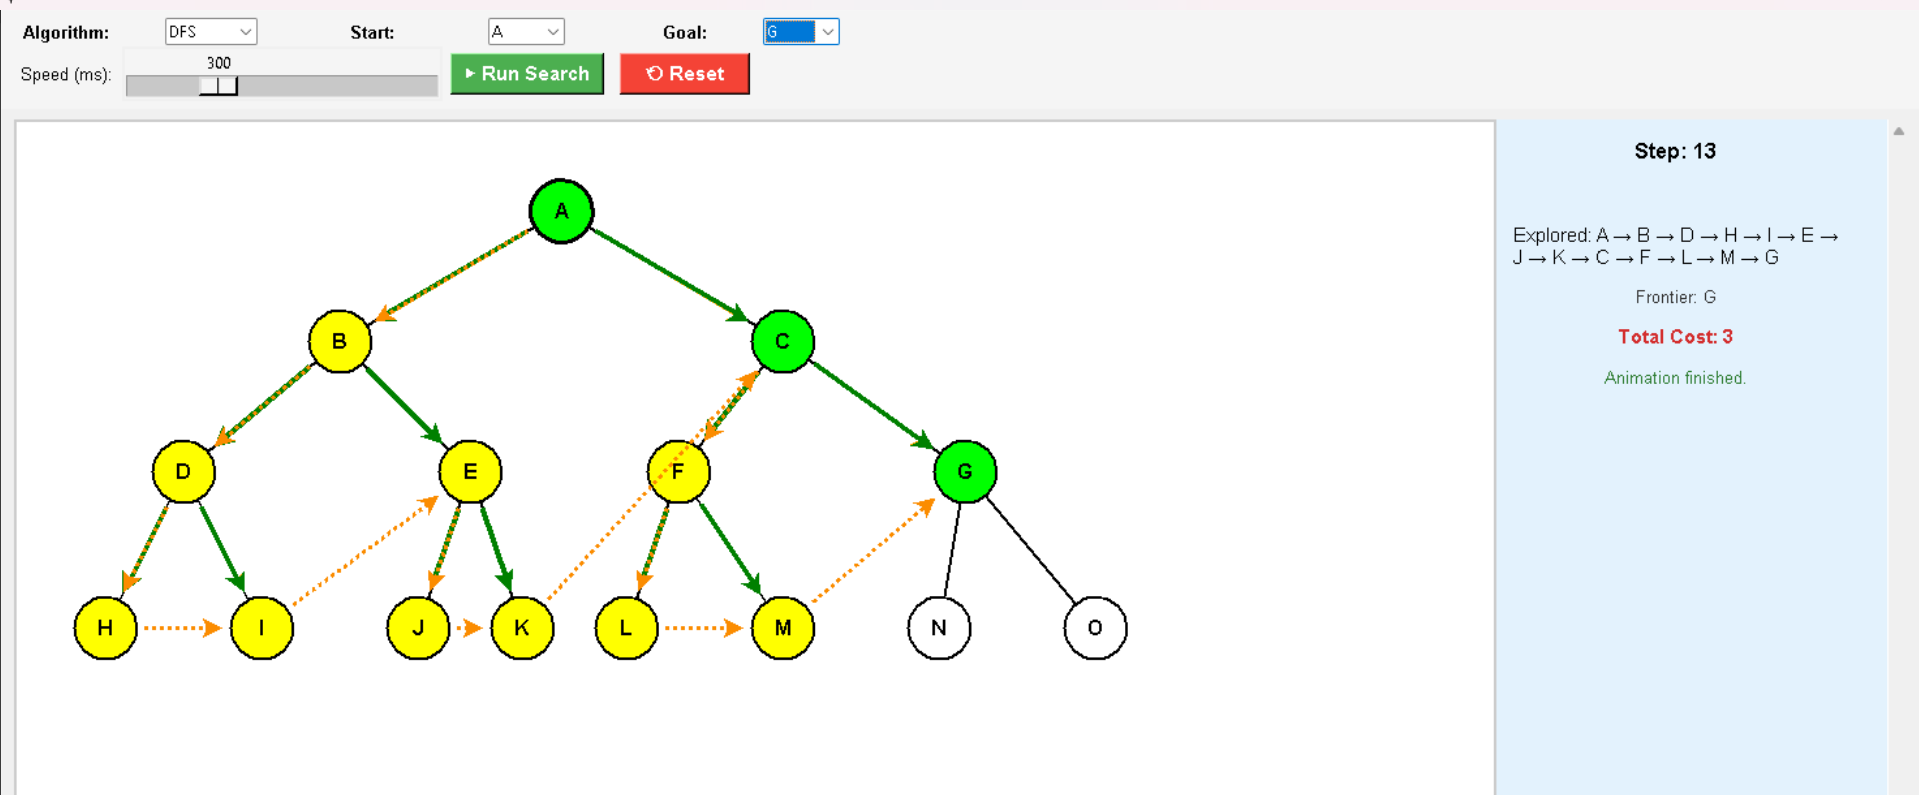 Algorithm: DFS Start: A Goal: G
Speed (ms): 300 Run Search Reset
Step: 13
Explored: A → B → D → H → I → E →
J → K → C → F → L → M → G
Frontier: G
Total Cost: 3
Animation finished.
A
B C
D E F G
H I J K L M N O